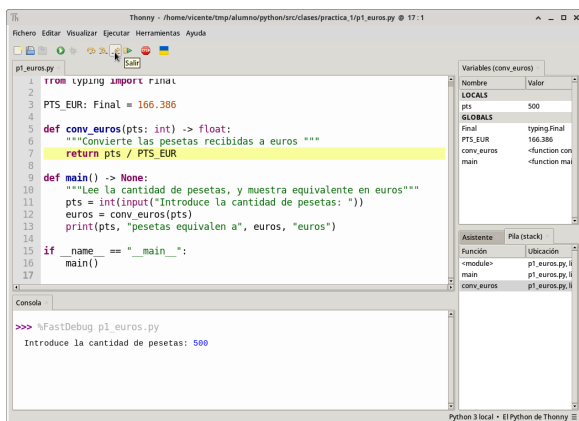 Thonny - /home/vicente/tmp/alumno/python/src/clases/practica_1/p1_euros.py @ 17 : 1
Fichero Editar Visualizar Ejecutar Herramientas Ayuda
STOP
Salir
p1_euros.py
1 from typing import Final
2
3 PTS_EUR: Final = 166.386
4
5 def conv_euros(pts: int) -> float:
6 """Convierte las pesetas recibidas a euros """
7 return pts / PTS_EUR
8
9 def main() -> None:
10 """Lee la cantidad de pesetas, y muestra equivalente en euros"""
11 pts = int(input("Introduce la cantidad de pesetas: "))
12 euros = conv_euros(pts)
13 print(pts, "pesetas equivalen a", euros, "euros")
14
15 if __name__ == "__main__":
16 main()
17
Consola
>>> %FastDebug p1_euros.py
Introduce la cantidad de pesetas: 500
Variables (conv_euros)
Nombre Valor
LOCALS
pts 500
GLOBALS
Final typing.Final
PTS_EUR 166.386
conv_euros <function con
main <function mai
Asistente Pila (stack)
Función Ubicación
<module> p1_euros.py, lí
main p1_euros.py, lí
conv_euros p1_euros.py, lí
Python 3 local • El Python de Thonny ☰